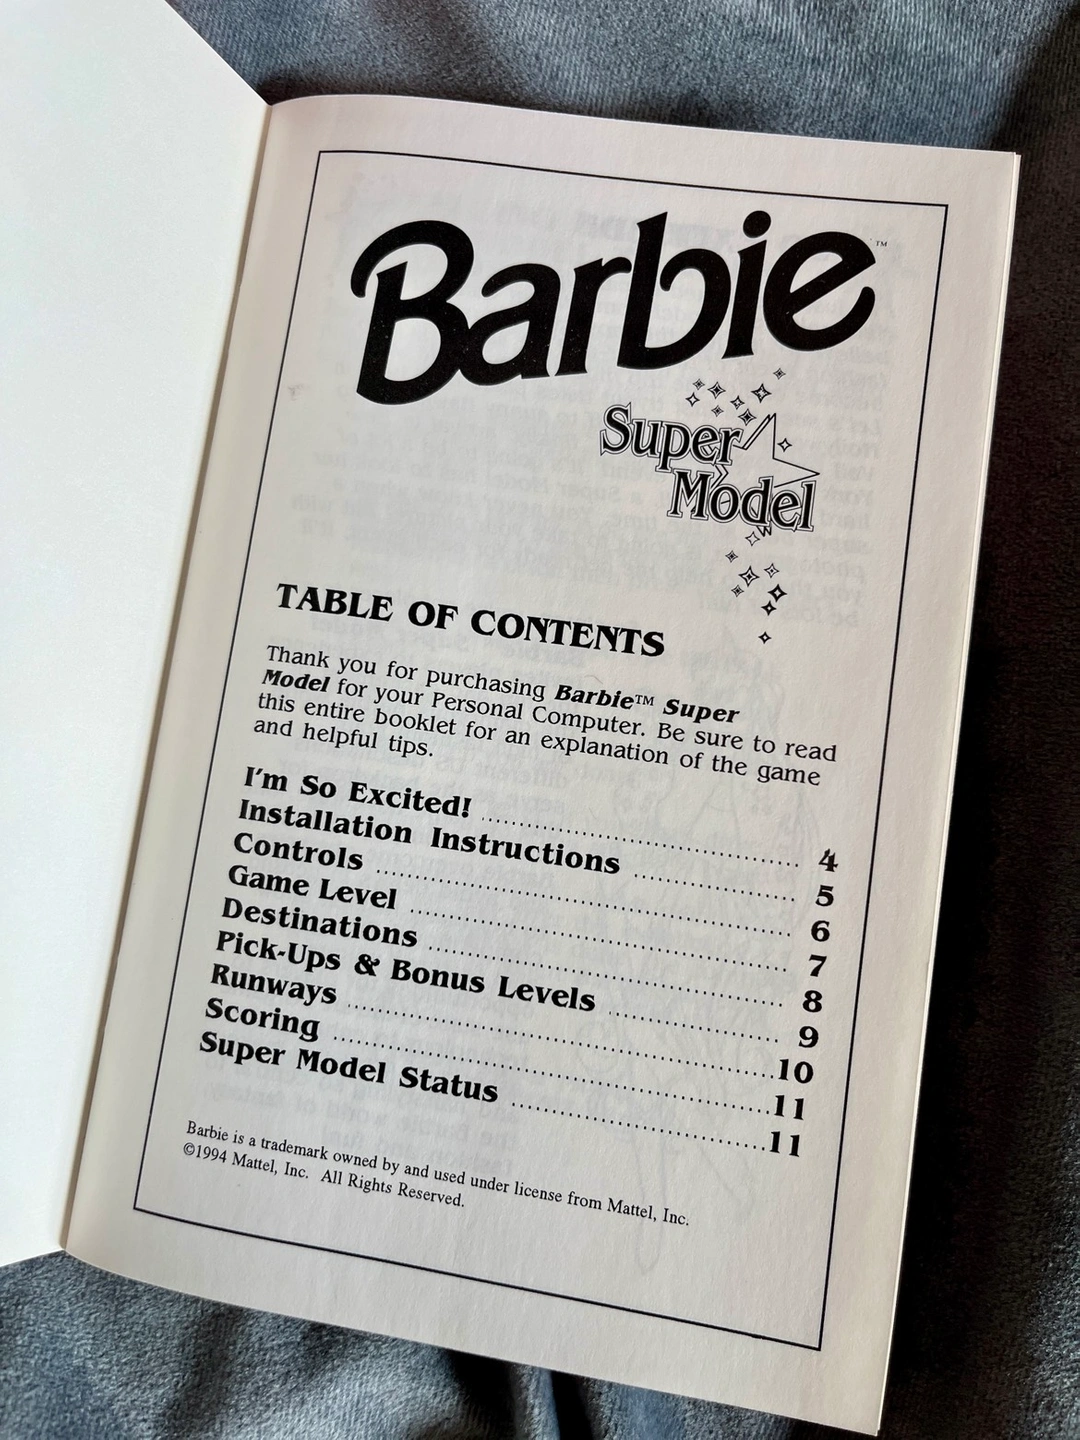 Barbie™
Super
Model
TABLE OF CONTENTS
Thank you for purchasing Barbie™ Super
Model for your Personal Computer. Be sure to read
this entire booklet for an explanation of the game
and helpful tips.
I'm So Excited! 4
Installation Instructions 5
Controls 6
Game Level 7
Destinations 8
Pick-Ups & Bonus Levels 9
Runways 10
Scoring 11
Super Model Status 11
Barbie is a trademark owned by and used under license from Mattel, Inc.
©1994 Mattel, Inc. All Rights Reserved.